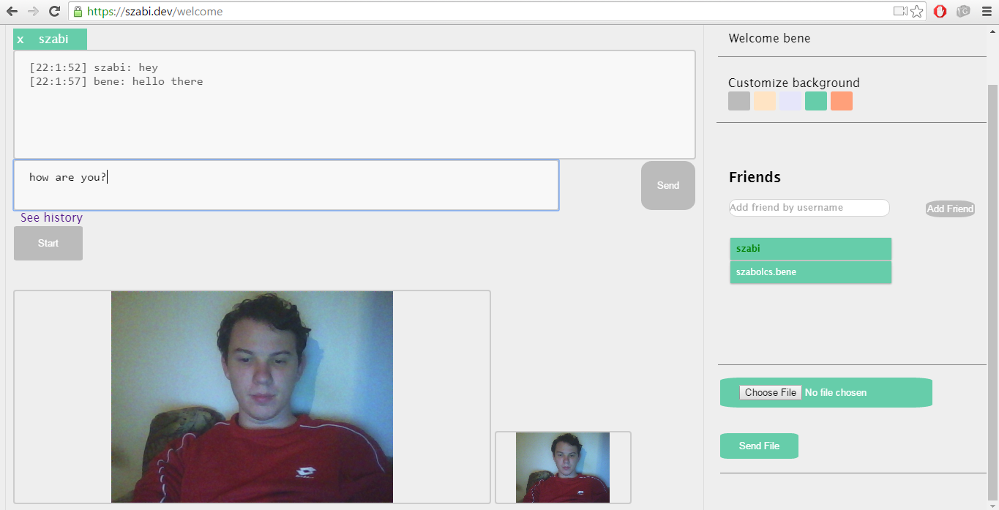 https://szabi.dev/welcome
x szabi
[22:1:52] szabi: hey
[22:1:57] bene: hello there
how are you?
Send
See history
Start
Welcome bene
Customize background
Friends
Add friend by username
Add Friend
szabi
szabolcs.bene
Choose File No file chosen
Send File